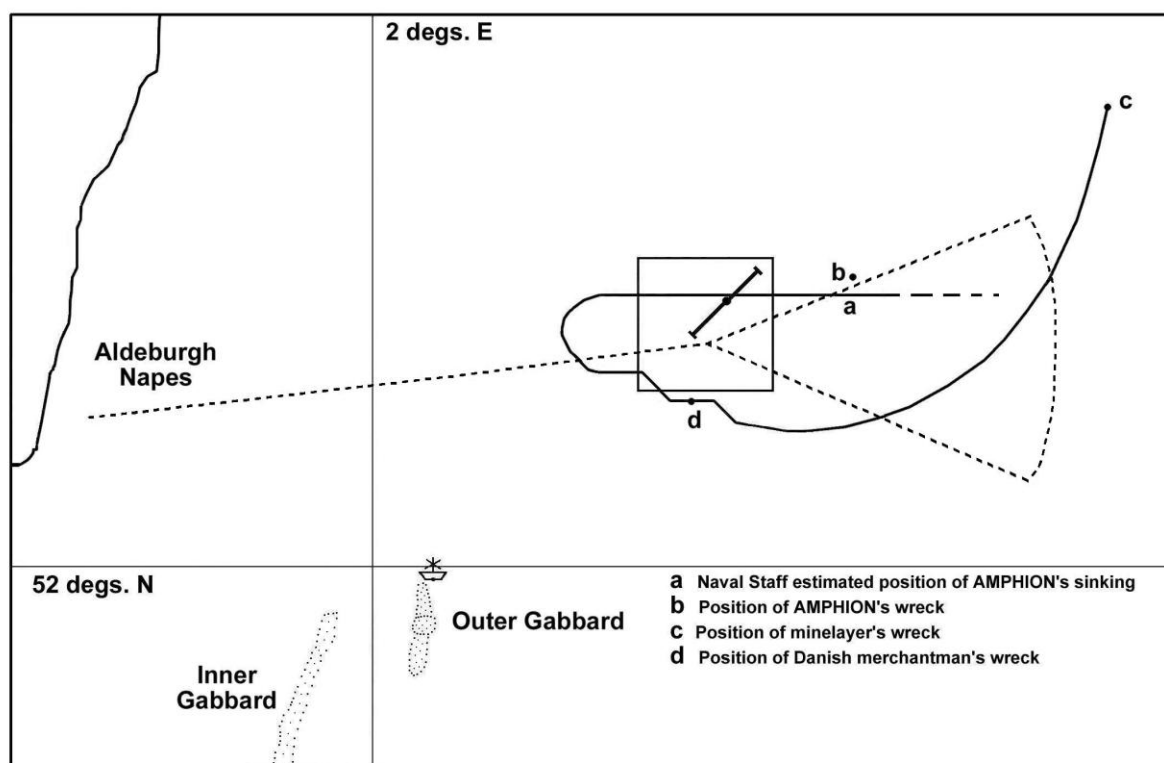 2 degs. E
c
b
a
Aldeburgh
Napes
d
52 degs. N
Outer Gabbard
Inner
Gabbard
a Naval Staff estimated position of AMPHION's sinking
b Position of AMPHION's wreck
c Position of minelayer's wreck
d Position of Danish merchantman's wreck